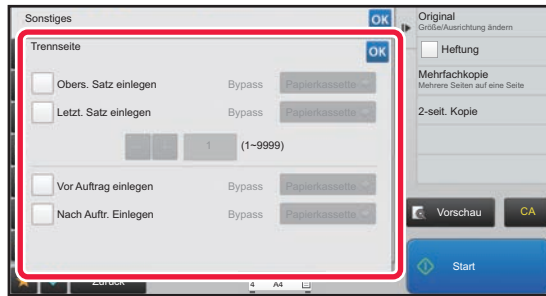 Sonstiges OK
Trennseite OK
Obers. Satz einlegen Bypass Papierkassette
Letzt. Satz einlegen Bypass Papierkassette
1 (1~9999)
Vor Auftrag einlegen Bypass Papierkassette
Nach Auftr. Einlegen Bypass Papierkassette
Zurück
4 A4
Original
Größe/Ausrichtung ändern
Heftung
Mehrfachkopie
Mehrere Seiten auf eine Seite
2-seit. Kopie
Vorschau CA
Start